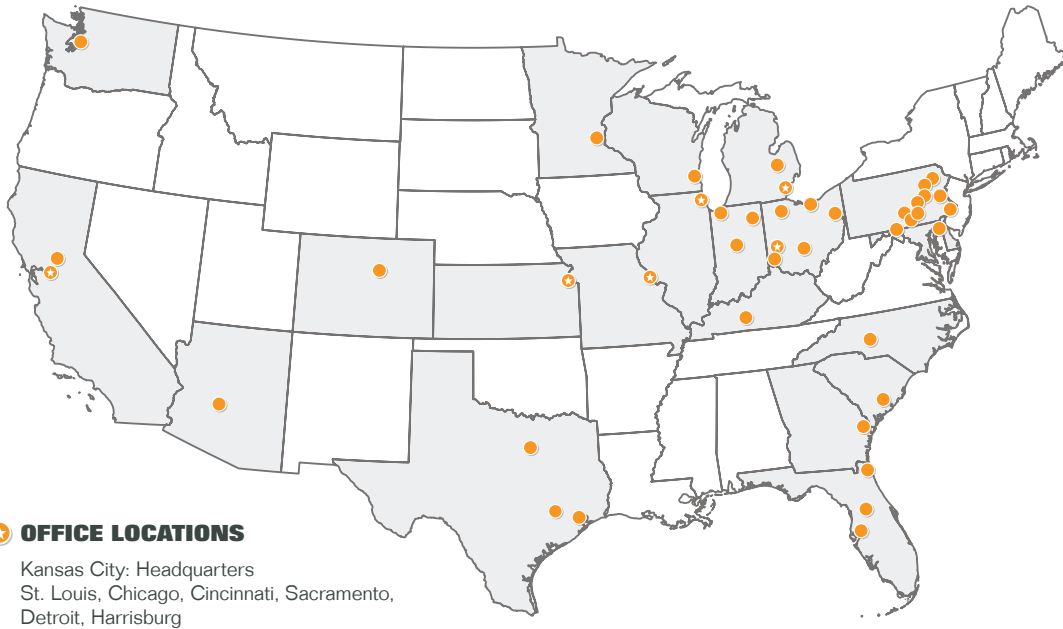 OFFICE LOCATIONS
Kansas City: Headquarters
St. Louis, Chicago, Cincinnati, Sacramento,
Detroit, Harrisburg